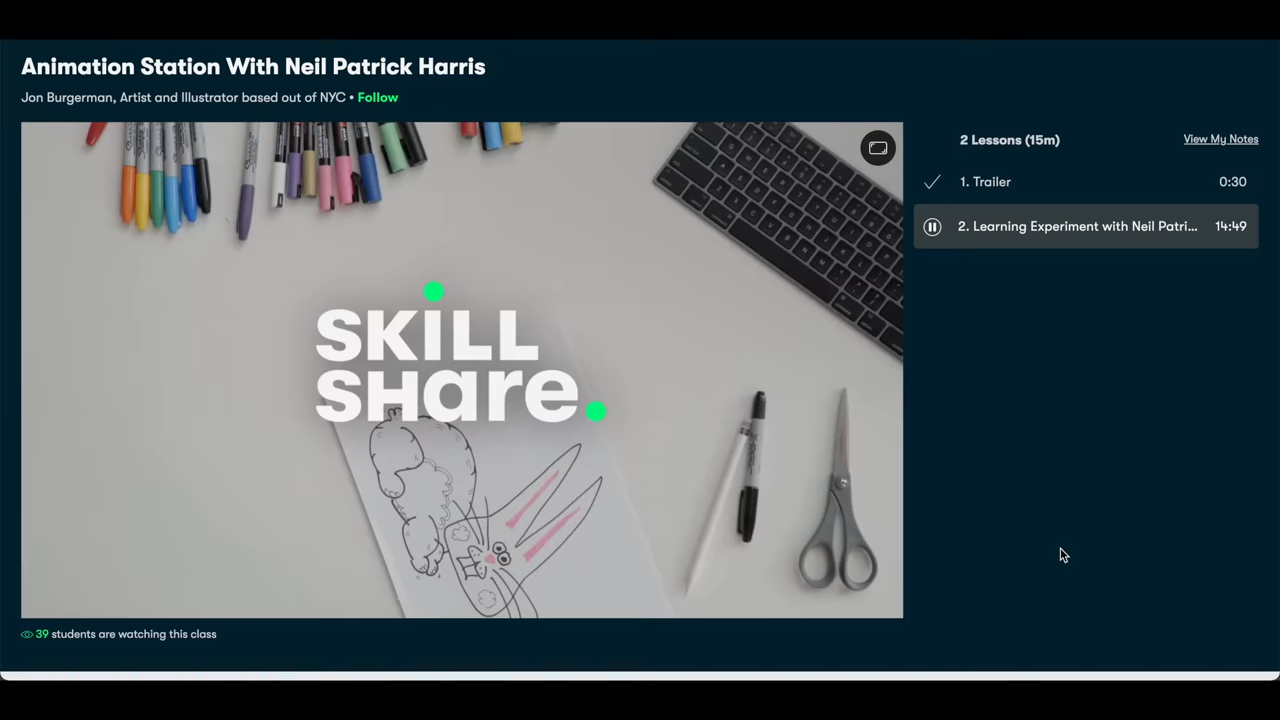 Animation Station With Neil Patrick Harris
Jon Burgerman, Artist and Illustrator based out of NYC • Follow
2 Lessons (15m)
View My Notes
1. Trailer
0:30
2. Learning Experiment with Neil Patri...
14:49
SKILL
SHare.
39 students are watching this class